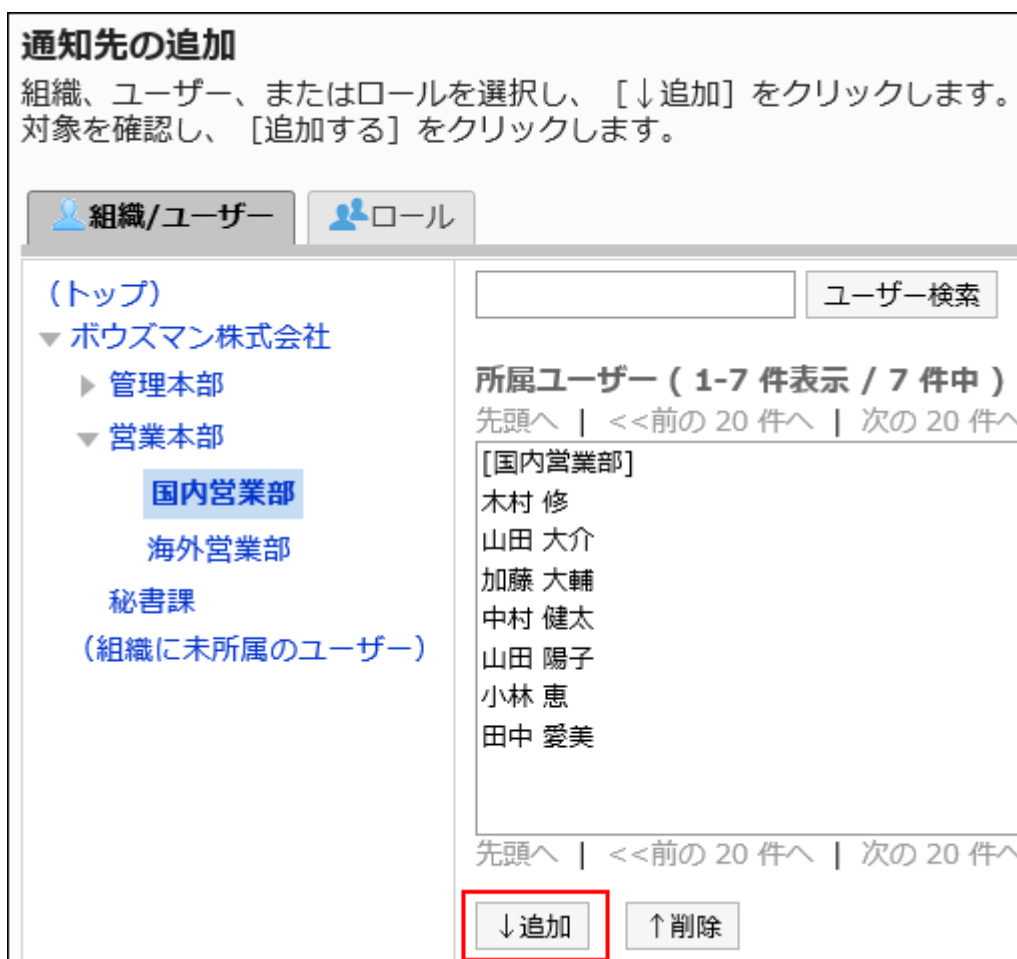 通知先の追加
組織、ユーザー、またはロールを選択し、［↓追加］をクリックします。
対象を確認し、［追加する］をクリックします。
組織/ユーザー
ロール
（トップ）
ボウズマン株式会社
管理本部
営業本部
国内営業部
海外営業部
秘書課
（組織に未所属のユーザー）
ユーザー検索
所属ユーザー ( 1-7 件表示 / 7 件中 )
先頭へ | <<前の 20 件へ | 次の 20 件へ
[国内営業部]
木村 修
山田 大介
加藤 大輔
中村 健太
山田 陽子
小林 恵
田中 愛美
先頭へ | <<前の 20 件へ | 次の 20 件へ
↓追加
↑削除